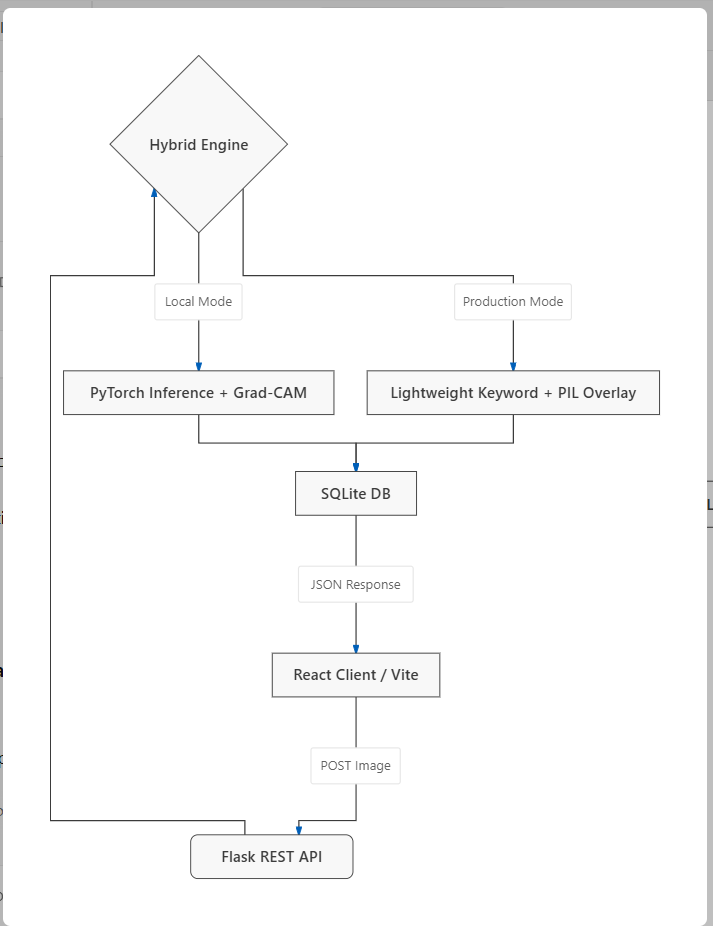 Hybrid Engine
Local Mode
Production Mode
PyTorch Inference + Grad-CAM
Lightweight Keyword + PIL Overlay
SQLite DB
JSON Response
React Client / Vite
POST Image
Flask REST API